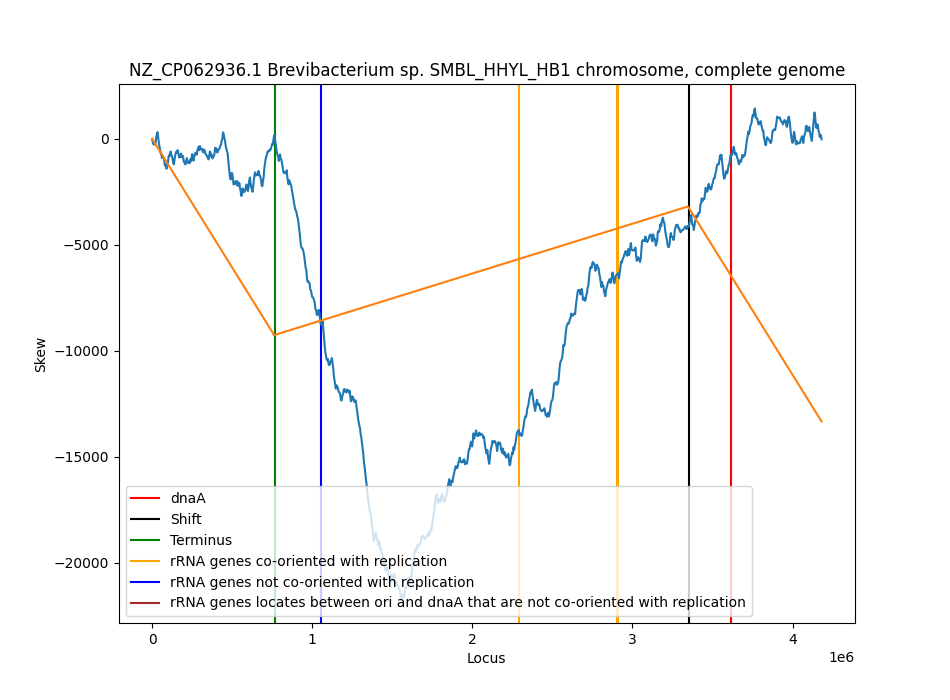 NZ_CP062936.1 Brevibacterium sp. SMBL_HHYL_HB1 chromosome, complete genome
Skew
0
−5000
−10000
−15000
−20000
dnaA
Shift
Terminus
rRNA genes co-oriented with replication
rRNA genes not co-oriented with replication
rRNA genes locates between ori and dnaA that are not co-oriented with replication
0 1 2 3 4
1e6
Locus